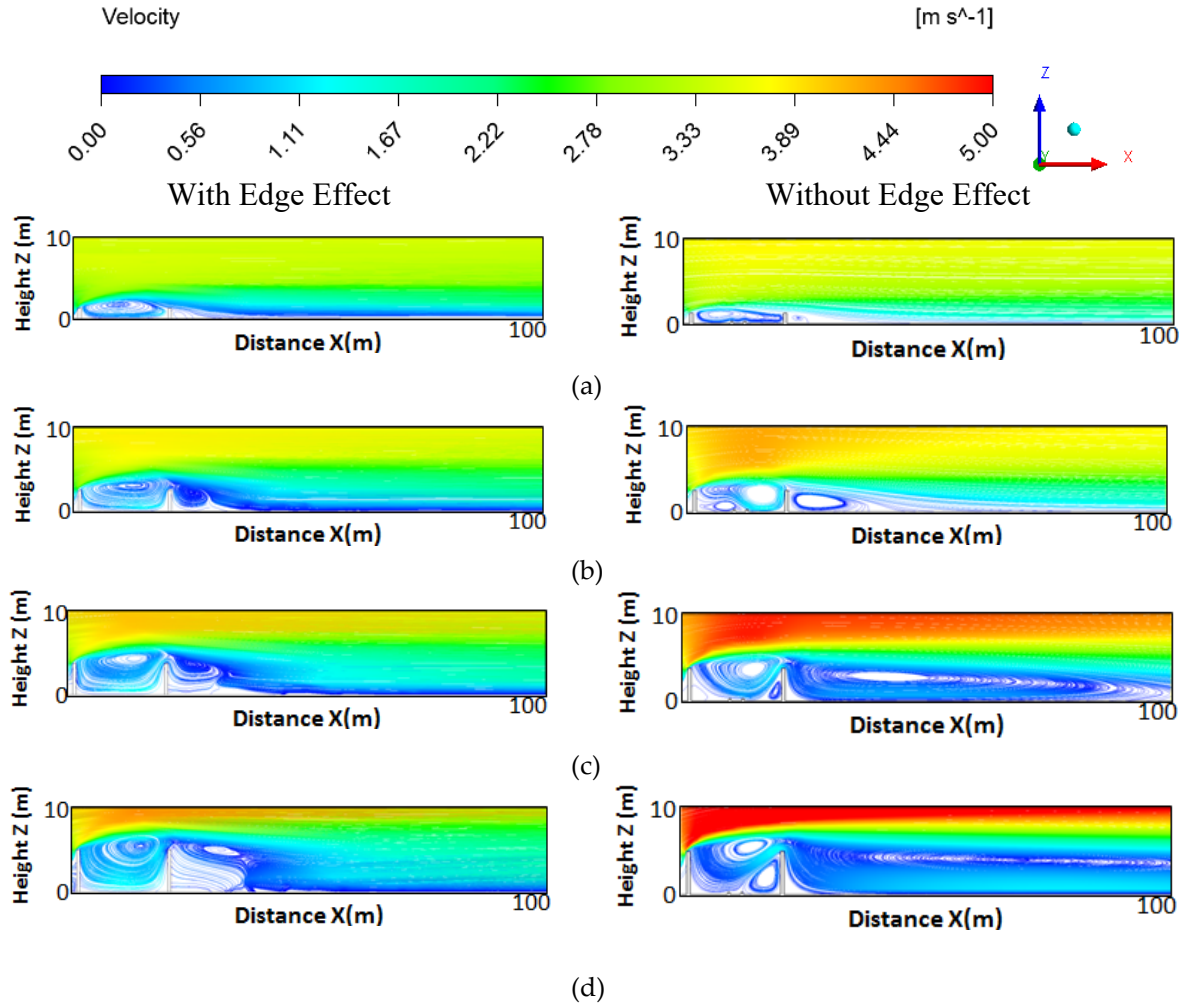 Velocity [m s^-1]
0.00 0.56 1.11 1.67 2.22 2.78 3.33 3.89 4.44 5.00
Z
Y X
With Edge Effect Without Edge Effect
Height Z (m) 10 0 Distance X(m) 100
Height Z (m) 10 0 Distance X(m) 100
(a)
Height Z (m) 10 0 Distance X(m) 100
Height Z (m) 10 0 Distance X(m) 100
(b)
Height Z (m) 10 0 Distance X(m) 100
Height Z (m) 10 0 Distance X(m) 100
(c)
Height Z (m) 10 0 Distance X(m) 100
Height Z (m) 10 0 Distance X(m) 100
(d)